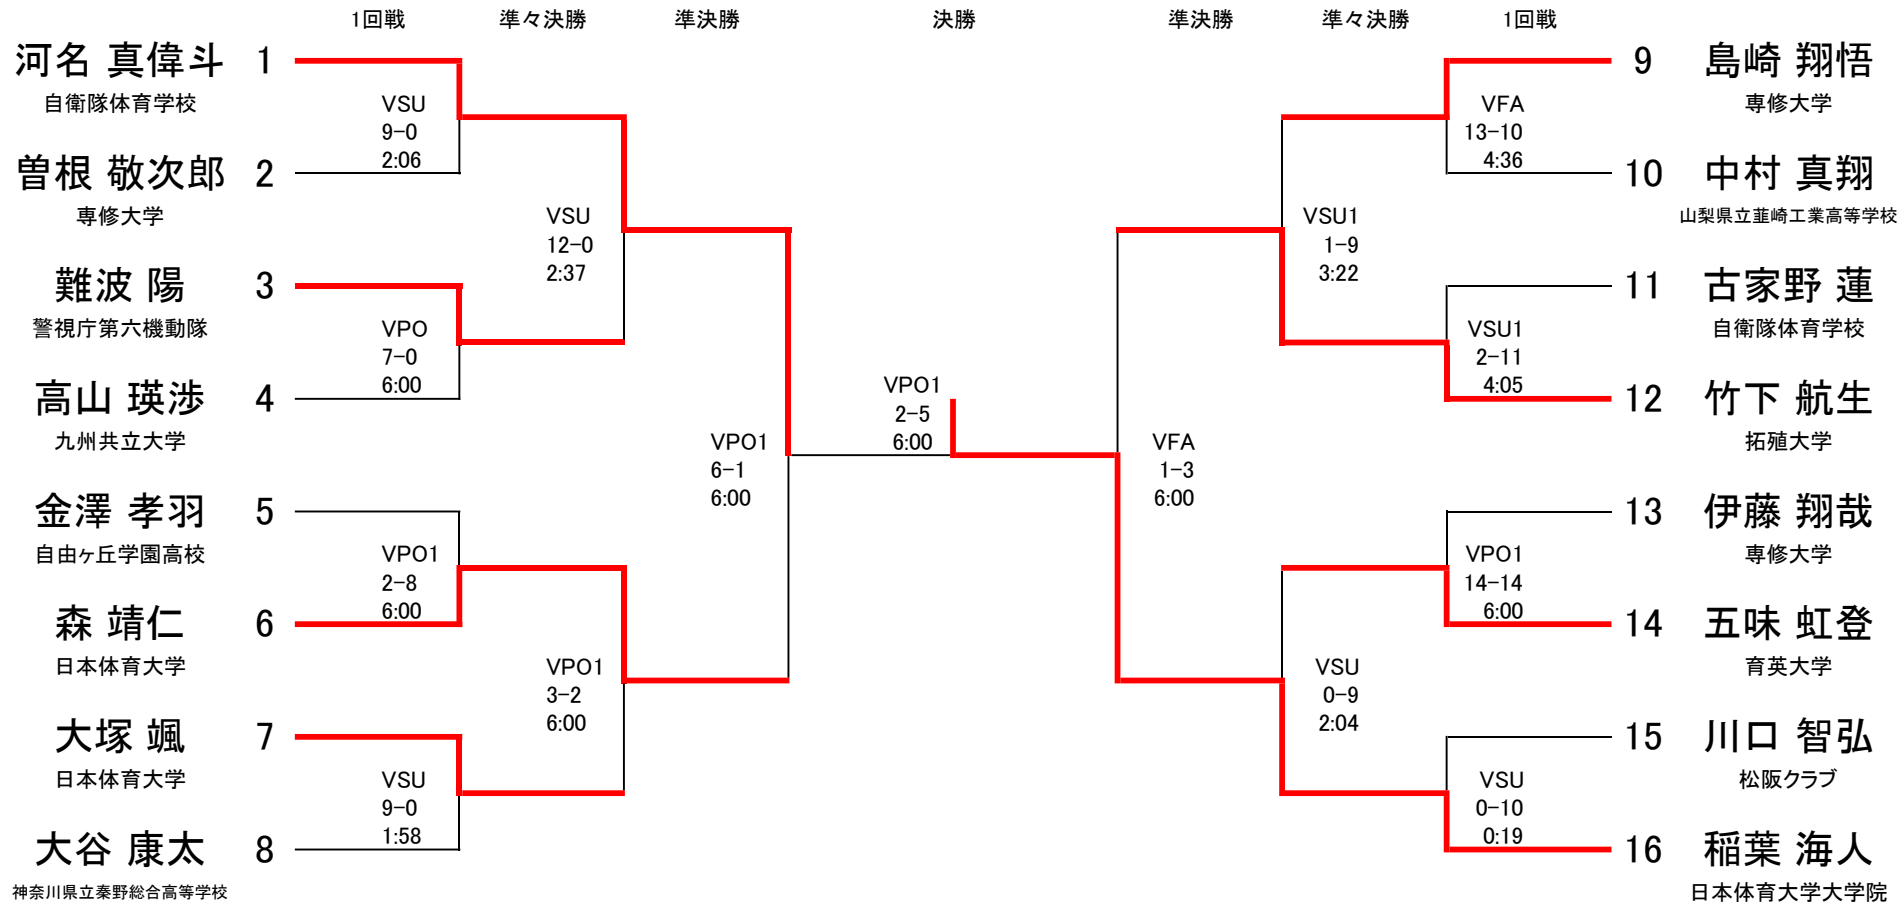 1回戦 準々決勝 準決勝 決勝 準決勝 準々決勝 1回戦
河名 真偉斗 1
自衛隊体育学校
VSU
9-0
2:06
曽根 敬次郎 2
専修大学
VSU
12-0
2:37
難波 陽 3
警視庁第六機動隊
VPO
7-0
6:00
高山 瑛渉 4
九州共立大学
VPO1
6-1
6:00
金澤 孝羽 5
自由ヶ丘学園高校
VPO1
2-8
6:00
森 靖仁 6
日本体育大学
VPO1
3-2
6:00
大塚 颯 7
日本体育大学
VSU
9-0
1:58
大谷 康太 8
神奈川県立秦野総合高等学校
VPO1
2-5
6:00
9 島崎 翔悟
専修大学
VFA
13-10
4:36
10 中村 真翔
山梨県立韮崎工業高等学校
VSU1
1-9
3:22
11 古家野 蓮
自衛隊体育学校
VSU1
2-11
4:05
12 竹下 航生
拓殖大学
VFA
1-3
6:00
13 伊藤 翔哉
専修大学
VPO1
14-14
6:00
14 五味 虹登
育英大学
VSU
0-9
2:04
15 川口 智弘
松阪クラブ
VSU
0-10
0:19
16 稲葉 海人
日本体育大学大学院